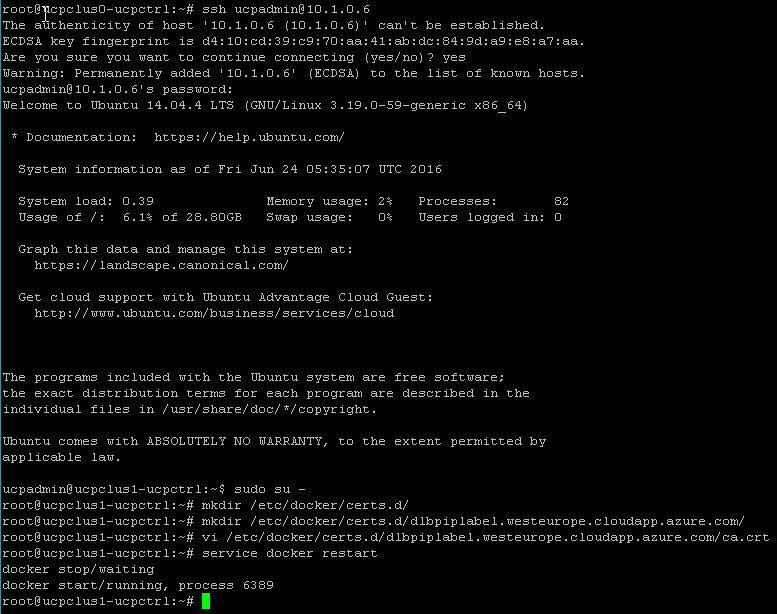 root@ucpclus0-ucpctrl:~# ssh ucpadmin@10.1.0.6
The authenticity of host '10.1.0.6 (10.1.0.6)' can't be established.
ECDSA key fingerprint is d4:10:cd:39:c9:70:aa:41:ab:dc:84:9d:a9:e8:a7:aa.
Are you sure you want to continue connecting (yes/no)? yes
Warning: Permanently added '10.1.0.6' (ECDSA) to the list of known hosts.
ucpadmin@10.1.0.6's password:
Welcome to Ubuntu 14.04.4 LTS (GNU/Linux 3.19.0-59-generic x86_64)
* Documentation:  https://help.ubuntu.com/
System information as of Fri Jun 24 05:35:07 UTC 2016
System load: 0.39              Memory usage: 2%   Processes:       82
Usage of /:  6.1% of 28.80GB   Swap usage:   0%   Users logged in: 0
Graph this data and manage this system at:
https://landscape.canonical.com/
Get cloud support with Ubuntu Advantage Cloud Guest:
http://www.ubuntu.com/business/services/cloud
The programs included with the Ubuntu system are free software;
the exact distribution terms for each program are described in the
individual files in /usr/share/doc/*/copyright.
Ubuntu comes with ABSOLUTELY NO WARRANTY, to the extent permitted by
applicable law.
ucpadmin@ucpclus1-ucpctrl:~$ sudo su -
root@ucpclus1-ucpctrl:~# mkdir /etc/docker/certs.d/
root@ucpclus1-ucpctrl:~# mkdir /etc/docker/certs.d/dlbpiplabel.westeurope.cloudapp.azure.com/
root@ucpclus1-ucpctrl:~# vi /etc/docker/certs.d/dlbpiplabel.westeurope.cloudapp.azure.com/ca.crt
root@ucpclus1-ucpctrl:~# service docker restart
docker stop/waiting
docker start/running, process 6389
root@ucpclus1-ucpctrl:~#